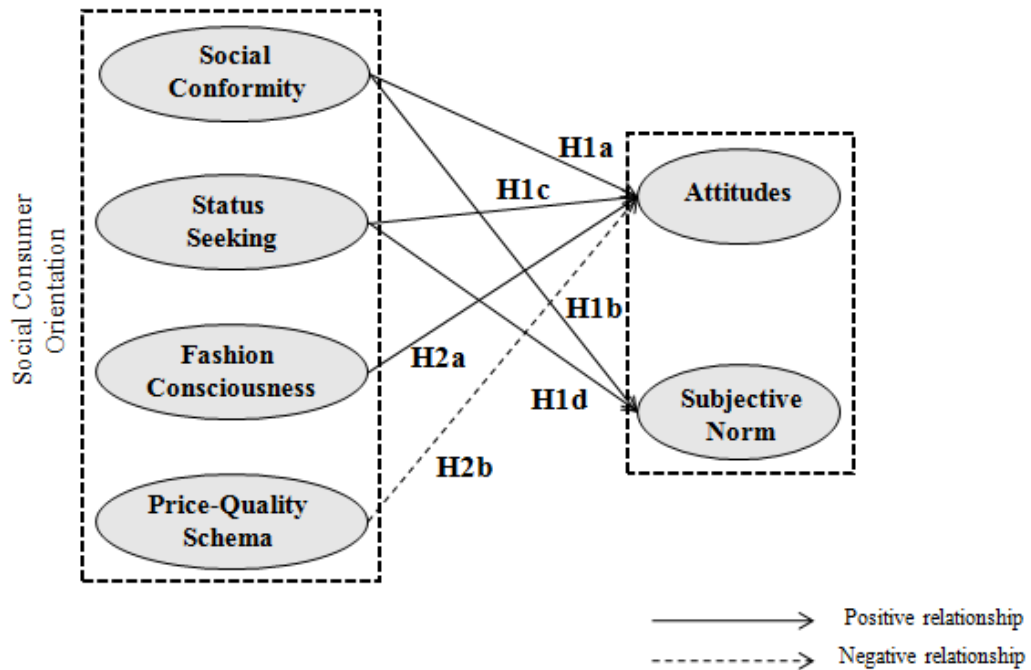 Social
Conformity
H1a
Attitudes
Status
Seeking
H1c
Social Consumer
Orientation
H1b
Fashion
Consciousness
H2a
H1d
Subjective
Norm
H2b
Price-Quality
Schema
Positive relationship
Negative relationship